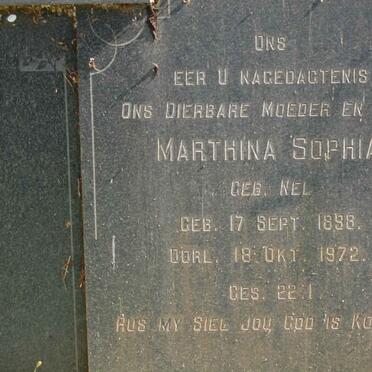 ONS
EER U NAGEDAGTENIS
ONS DIERBARE MOEDER EN
MARTHINA SOPHIA
GEB. NEL
GEB. 17 SEPT. 1898.
OORL. 18 OKT. 1972.
GES. 22:1
RUS MY SIEL JOU GOD IS KO